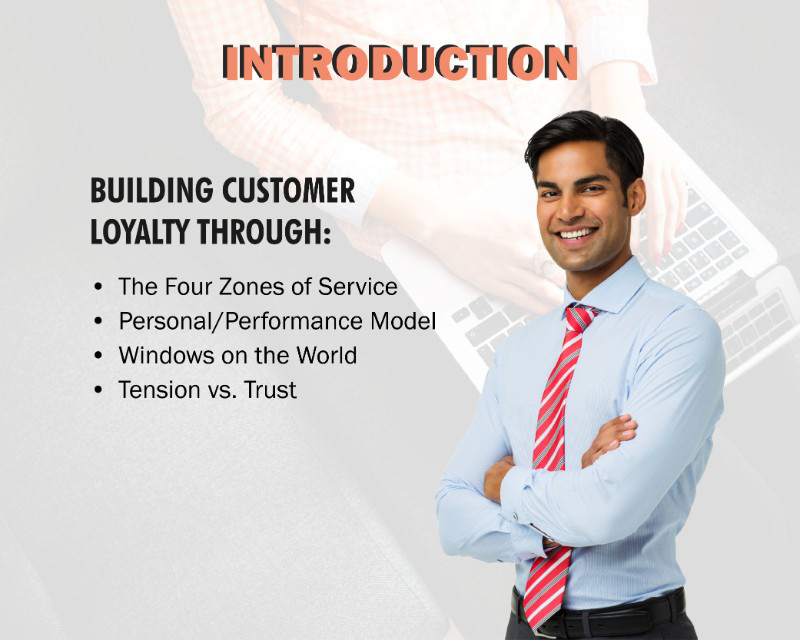 INTRODUCTION
BUILDING CUSTOMER
LOYALTY THROUGH:
• The Four Zones of Service
• Personal/Performance Model
• Windows on the World
• Tension vs. Trust